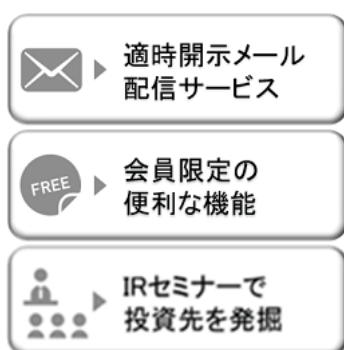 適時開示メール
配信サービス
FREE
会員限定の
便利な機能
IRセミナーで
投資先を発掘